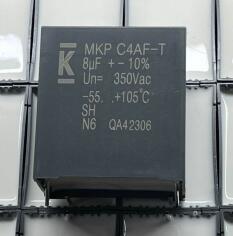 K
MKP C4AF-T
8µF +-10%
Un= 350Vac
-55. .+105°C
SH
N6 QA42306